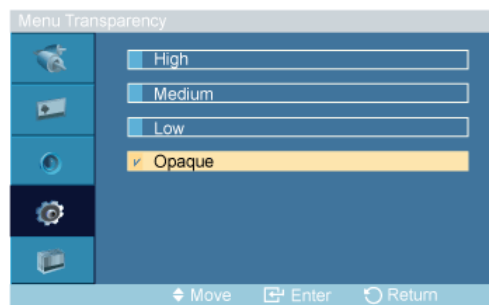 Menu Transparency
High
Medium
Low
Opaque
Move Enter Return